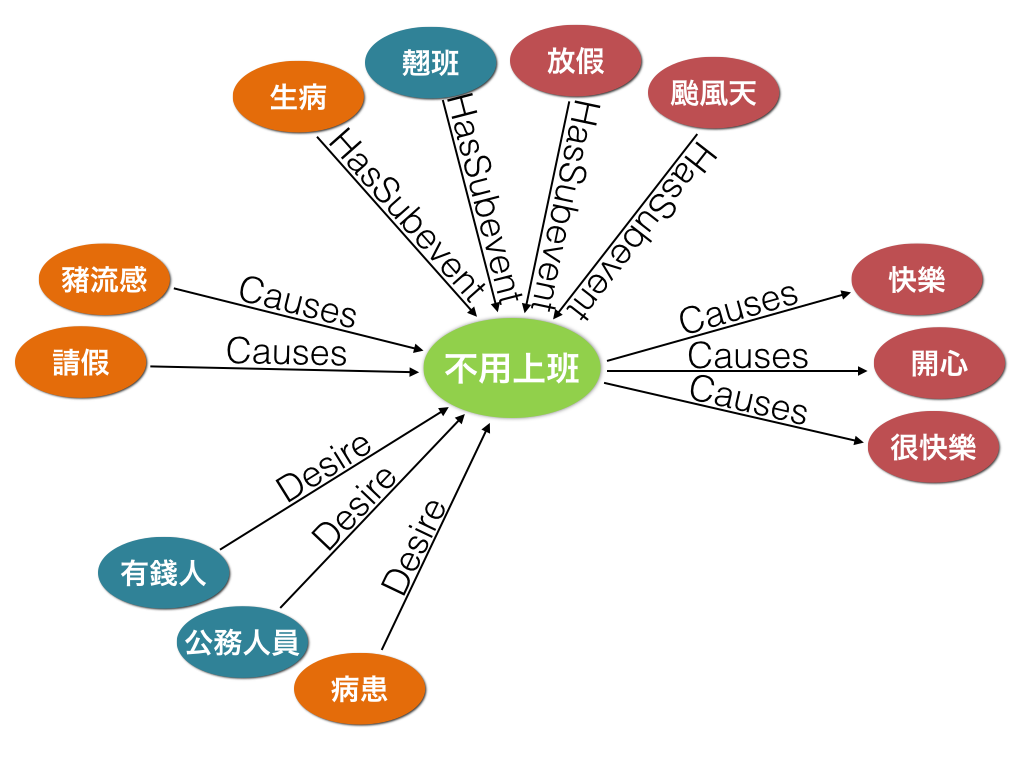 翹班
放假
生病
颱風天
HasSubevent
HasSubevent
HasSubevent
HasSubevent
豬流感
Causes
請假
Causes
不用上班
Causes
快樂
Causes
開心
Causes
很快樂
Desire
Desire
Desire
有錢人
公務人員
病患